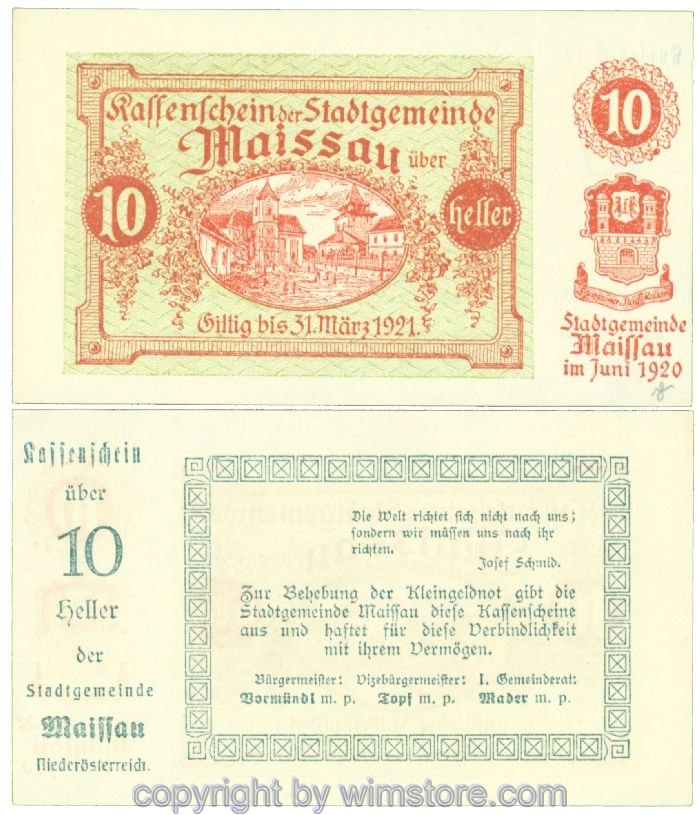 Kassenschein der Stadtgemeinde
Maissau über
10 Heller
Giltig bis 31. März 1921.
10
Stadtgemeinde
Maissau
im Juni 1920
Kassenschein
über
10
Heller
der
Stadtgemeinde
Maissau
Niederösterreich.
Die Welt richtet sich nicht nach uns;
sondern wir müssen uns nach ihr
richten.
Josef Schmid.
Zur Behebung der Kleingeldnot gibt die
Stadtgemeinde Maissau diese Kassenscheine
aus und haftet für diese Verbindlichkeit
mit ihrem Vermögen.
Bürgermeister: Vizebürgermeister: I. Gemeinderat:
Vormündl m. p. Topf m. p. Mader m. p.
copyright by wimstore.com